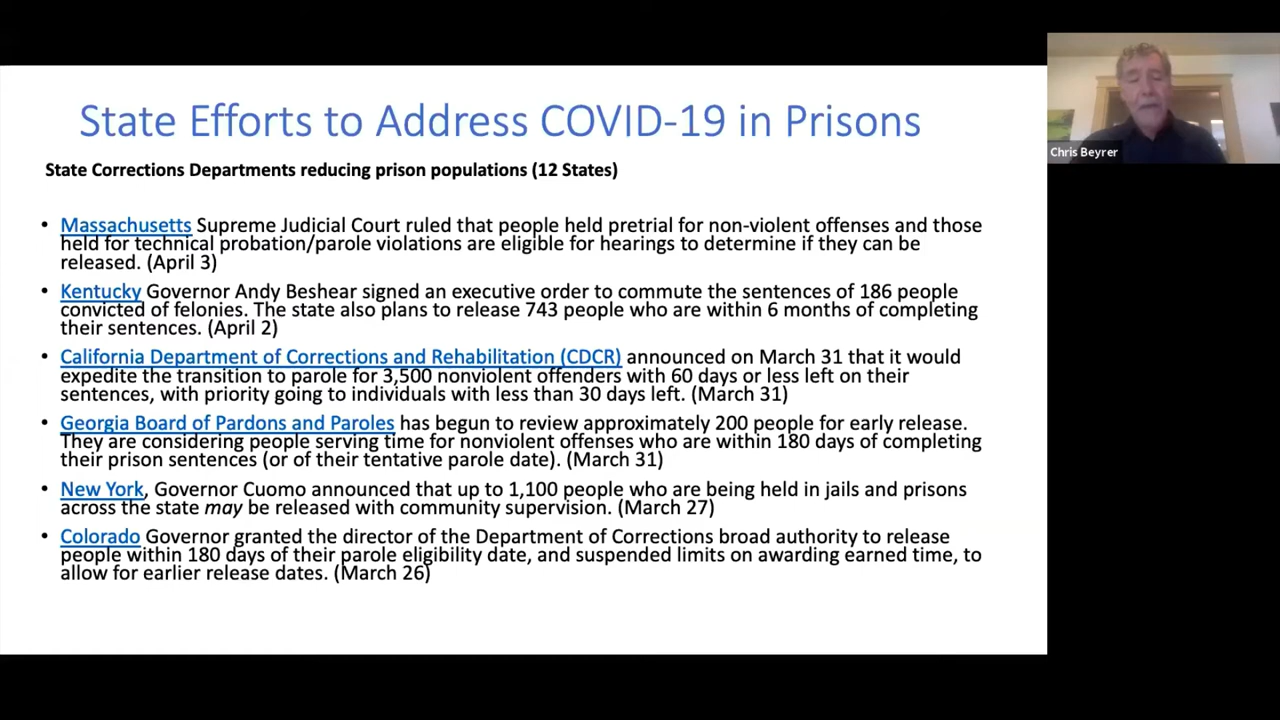 State Efforts to Address COVID-19 in Prisons
Chris Beyrer
State Corrections Departments reducing prison populations (12 States)
• Massachusetts Supreme Judicial Court ruled that people held pretrial for non-violent offenses and those
held for technical probation/parole violations are eligible for hearings to determine if they can be
released. (April 3)
• Kentucky Governor Andy Beshear signed an executive order to commute the sentences of 186 people
convicted of felonies. The state also plans to release 743 people who are within 6 months of completing
their sentences. (April 2)
• California Department of Corrections and Rehabilitation (CDCR) announced on March 31 that it would
expedite the transition to parole for 3,500 nonviolent offenders with 60 days or less left on their
sentences, with priority going to individuals with less than 30 days left. (March 31)
• Georgia Board of Pardons and Paroles has begun to review approximately 200 people for early release.
They are considering people serving time for nonviolent offenses who are within 180 days of completing
their prison sentences (or of their tentative parole date). (March 31)
• New York, Governor Cuomo announced that up to 1,100 people who are being held in jails and prisons
across the state may be released with community supervision. (March 27)
• Colorado Governor granted the director of the Department of Corrections broad authority to release
people within 180 days of their parole eligibility date, and suspended limits on awarding earned time, to
allow for earlier release dates. (March 26)